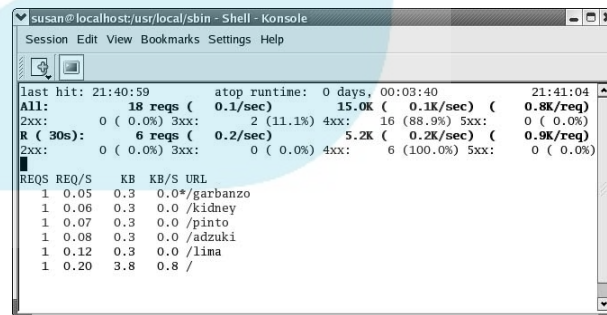 susan@localhost:/usr/local/sbin - Shell - Konsole
Session Edit View Bookmarks Settings Help
last hit: 21:40:59 atop runtime: 0 days, 00:03:40 21:41:04
All: 18 reqs ( 0.1/sec) 15.0K ( 0.1K/sec) ( 0.8K/req)
2xx: 0 ( 0.0%) 3xx: 2 (11.1%) 4xx: 16 (88.9%) 5xx: 0 ( 0.0%)
R ( 30s): 6 reqs ( 0.2/sec) 5.2K ( 0.2K/sec) ( 0.9K/req)
2xx: 0 ( 0.0%) 3xx: 0 ( 0.0%) 4xx: 6 (100.0%) 5xx: 0 ( 0.0%)
REQS REQ/S KB KB/S URL
1 0.05 0.3 0.0*/garbanzo
1 0.06 0.3 0.0 /kidney
1 0.07 0.3 0.0 /pinto
1 0.08 0.3 0.0 /adzuki
1 0.12 0.3 0.0 /lima
1 0.20 3.8 0.8 /